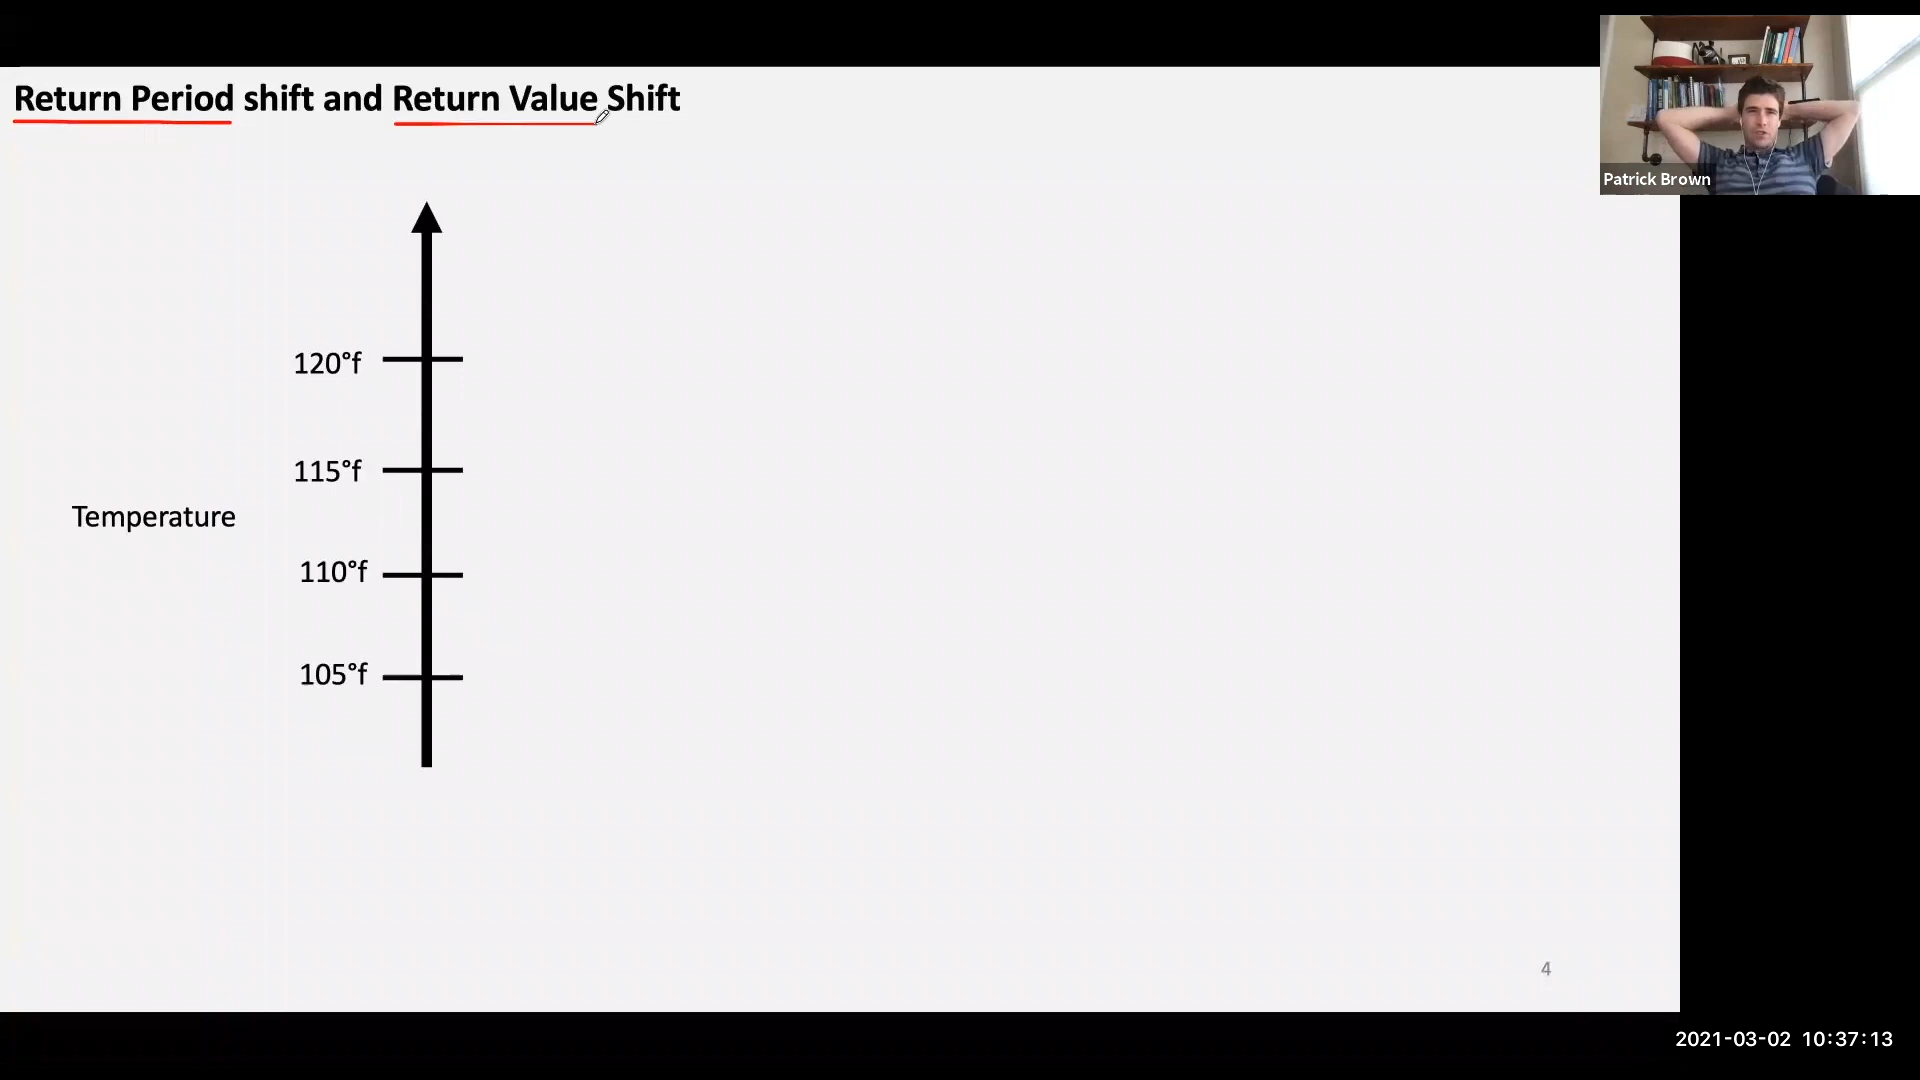 Return Period shift and Return Value Shift
Patrick Brown
120°f
115°f
Temperature
110°f
105°f
4
2021-03-02 10:37:13